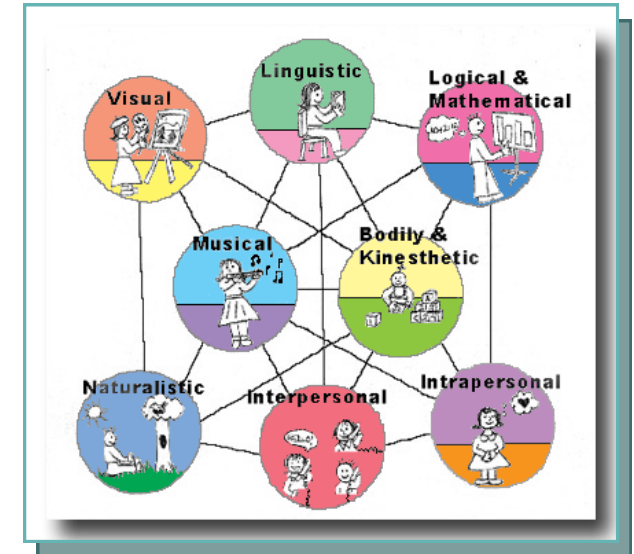 Linguistic
Visual
Logical &
Mathematical
Musical
Bodily &
Kinesthetic
Naturalistic
Interpersonal
Intrapersonal